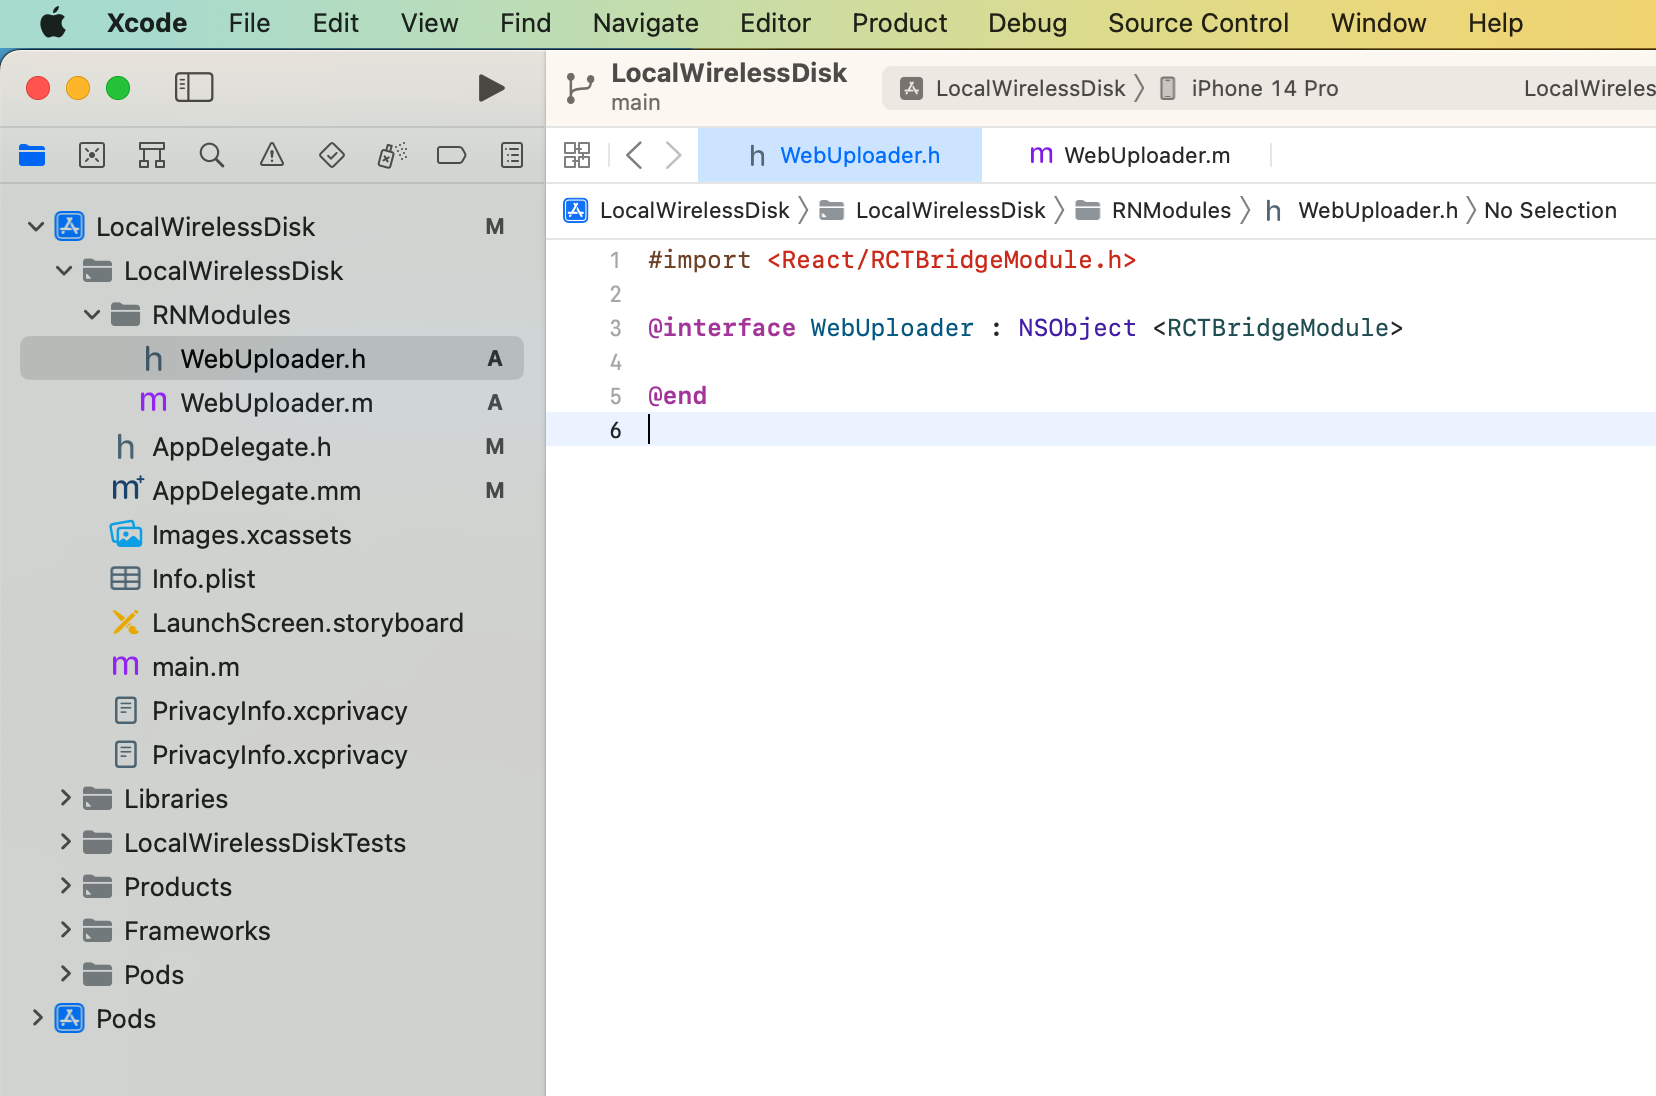 Xcode File Edit View Find Navigate Editor Product Debug Source Control Window Help
LocalWirelessDisk
main
LocalWirelessDisk iPhone 14 Pro LocalWireles
h WebUploader.h m WebUploader.m
LocalWirelessDisk LocalWirelessDisk RNModules h WebUploader.h No Selection
LocalWirelessDisk M
LocalWirelessDisk
RNModules
h WebUploader.h A
m WebUploader.m A
h AppDelegate.h M
m+ AppDelegate.mm M
Images.xcassets
Info.plist
LaunchScreen.storyboard
m main.m
PrivacyInfo.xcprivacy
PrivacyInfo.xcprivacy
Libraries
LocalWirelessDiskTests
Products
Frameworks
Pods
Pods
1 #import <React/RCTBridgeModule.h>
2
3 @interface WebUploader : NSObject <RCTBridgeModule>
4
5 @end
6